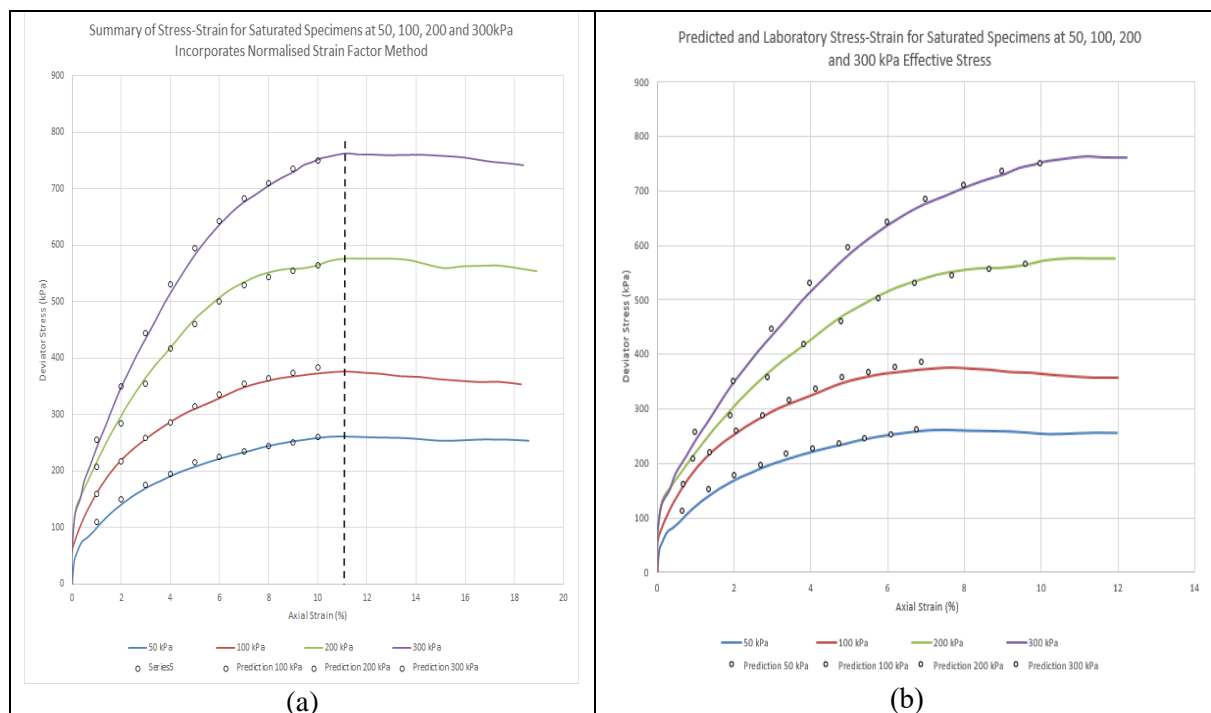 Summary of Stress-Strain for Saturated Specimens at 50, 100, 200 and 300kPa
Incorporates Normalised Strain Factor Method
900
800
700
600
500
400
300
200
100
0
Deviator Stress (kPa)
0 2 4 6 8 10 12 14 16 18 20
Axial Strain (%)
50 kPa 100 kPa 200 kPa 300 kPa
Series5 Prediction 100 kPa Prediction 200 kPa Prediction 300 kPa
(a)
Predicted and Laboratory Stress-Strain for Saturated Specimens at 50, 100, 200
and 300 kPa Effective Stress
900
800
700
600
500
400
300
200
100
0
Deviator Stress (kPa)
0 2 4 6 8 10 12 14
Axial Strain (%)
50 kPa 100 kPa 200 kPa 300 kPa
Prediction 50 kPa Prediction 100 kPa Prediction 200 kPa Prediction 300 kPa
(b)